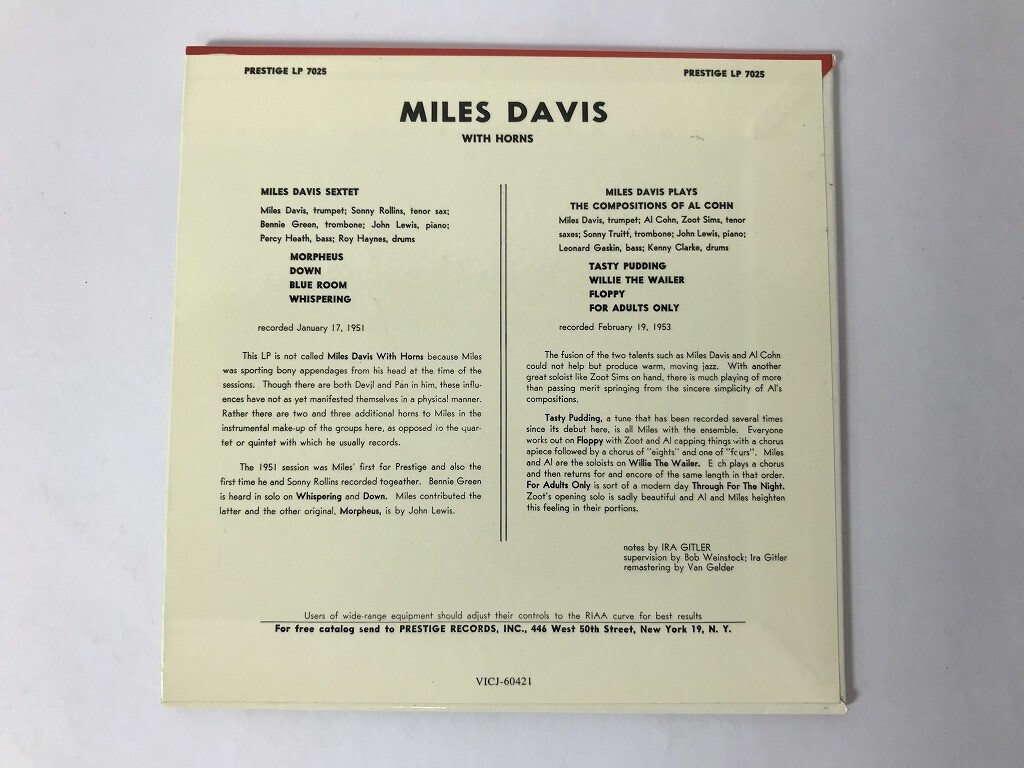 PRESTIGE LP 7025
PRESTIGE LP 7025
MILES DAVIS
WITH HORNS
MILES DAVIS SEXTET
Miles Davis, trumpet; Sonny Rollins, tenor sax;
Bennie Green, trombone; John Lewis, piano;
Percy Heath, bass; Roy Haynes, drums
MORPHEUS
DOWN
BLUE ROOM
WHISPERING
recorded January 17, 1951
This LP is not called Miles Davis With Horns because Miles
was sporting bony appendages from his head at the time of the
sessions. Though there are both Devil and Pan in him, these influ-
ences have not as yet manifested themselves in a physical manner.
Rather there are two and three additional horns to Miles in the
instrumental make-up of the groups here, as opposed to the quar-
tet or quintet with which he usually records.
The 1951 session was Miles' first for Prestige and also the
first time he and Sonny Rollins recorded togeather. Bennie Green
is heard in solo on Whispering and Down. Miles contributed the
latter and the other original, Morpheus, is by John Lewis.
MILES DAVIS PLAYS
THE COMPOSITIONS OF AL COHN
Miles Davis, trumpet; Al Cohn, Zoot Sims, tenor
saxes; Sonny Truitt, trombone; John Lewis, piano;
Leonard Gaskin, bass; Kenny Clarke, drums
TASTY PUDDING
WILLIE THE WAILER
FLOPPY
FOR ADULTS ONLY
recorded February 19, 1953
The fusion of the two talents such as Miles Davis and Al Cohn
could not help but produce warm, moving jazz. With another
great soloist like Zoot Sims on hand, there is much playing of more
than passing merit springing from the sincere simplicity of Al's
compositions.
Tasty Pudding, a tune that has been recorded several times
since its debut here, is all Miles with the ensemble. Everyone
works out on Floppy with Zoot and Al capping things with a chorus
apiece followed by a chorus of "eights" and one of "fours". Miles
and Al are the soloists on Willie The Wailer. E ch plays a chorus
and then returns for and encore of the same length in that order.
For Adults Only is sort of a modern day Through For The Night.
Zoot's opening solo is sadly beautiful and Al and Miles heighten
this feeling in their portions.
notes by IRA GITLER
supervision by Bob Weinstock; Ira Gitler
remastering by Van Gelder
Users of wide-range equipment should adjust their controls to the RIAA curve for best results
For free catalog send to PRESTIGE RECORDS, INC., 446 West 50th Street, New York 19, N. Y.
VICJ-60421